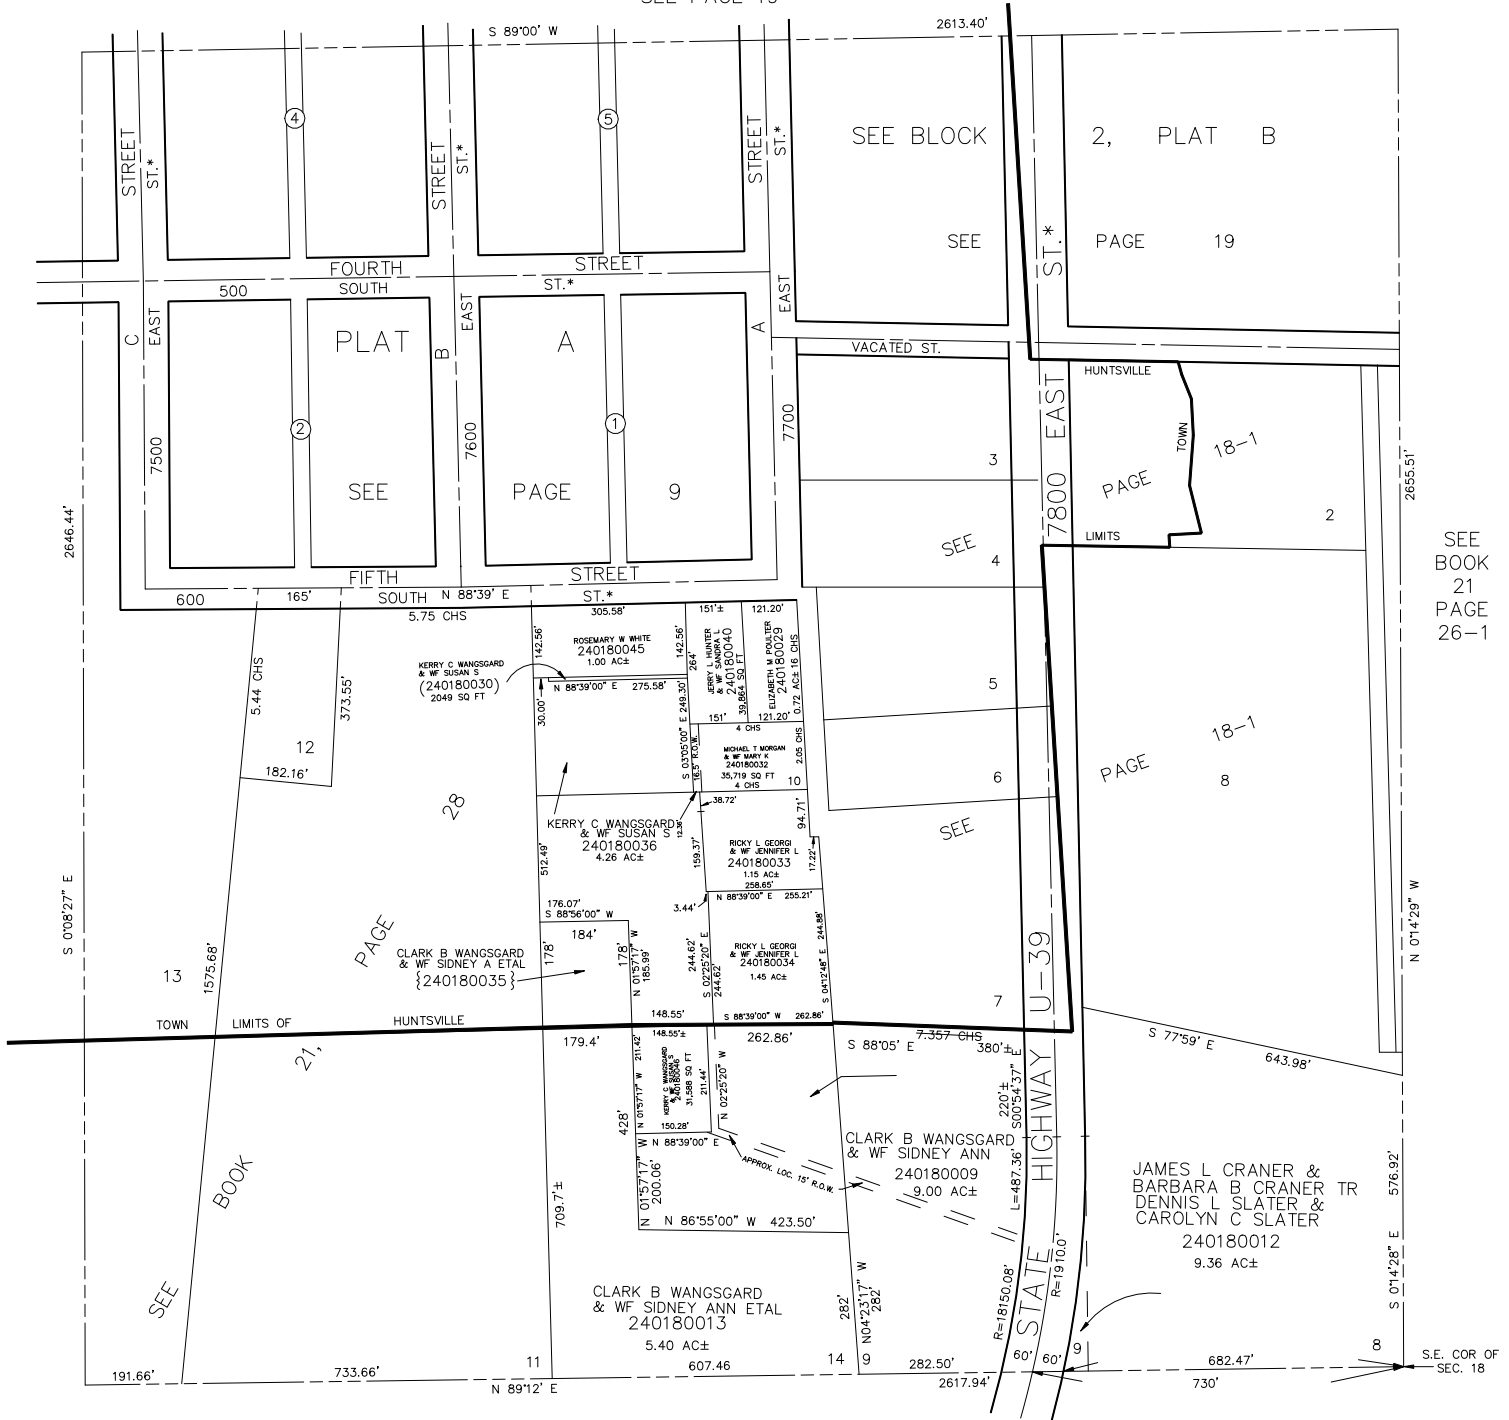 S 89°00' W
2613.40'
4
5
STREET
ST.*
STREET
ST.*
STREET
ST.*
SEE BLOCK 2, PLAT B
SEE PAGE 19
ST.*
FOURTH STREET
500 SOUTH ST.*
C
EAST
B
EAST
A
EAST
PLAT A
VACATED ST.
HUNTSVILLE
TOWN
LIMITS
7500
7600
7700
7800 EAST
2
1
SEE PAGE 9
3
4
5
6
7
SEE
PAGE
18-1
2
2646.44'
2655.51'
SEE
BOOK
21
PAGE
26-1
FIFTH STREET
600 165' SOUTH N 88°39' E ST.*
5.75 CHS
305.58'
151'±
121.20'
5.44 CHS
373.55'
12
182.16'
142.56'
ROSEMARY W WHITE
240180045
1.00 AC±
142.56'
264'
JERRY L HUNTER
& WF SANDRA L
240180040
39,864 SQ FT
ELIZABETH M POULTER
240180029
0.72 AC± 16 CHS
KERRY C WANGSGARD
& WF SUSAN S
(240180030)
2049 SQ FT
N 88°39'00" E 275.58'
30.00'
S 03°05'00" E 249.30'
151'
121.20'
4 CHS
16.5' R.O.W.
MICHAEL T MORGAN
& WF MARY K
240180032
35,719 SQ FT
4 CHS
2.05 CHS
10
38.72'
94.71'
17.22'
KERRY C WANGSGARD
& WF SUSAN S
240180036
4.26 AC±
512.49'
159.37'
RICKY L GEORGI
& WF JENNIFER L
240180033
1.15 AC±
258.65'
N 88°39'00" E 255.21'
3.44'
176.07'
S 88°56'00" W
184'
178'
178'
N 01°57'17" W
185.99'
244.62'
S 02°25'20" E
244.62'
RICKY L GEORGI
& WF JENNIFER L
240180034
1.45 AC±
S 04°12'48" E 244.88'
CLARK B WANGSGARD
& WF SIDNEY A ETAL
{240180035}
28
PAGE
21,
BOOK
SEE
13
1575.68'
S 0°08'27" E
SEE
PAGE
18-1
8
N 0°14'29" W
TOWN LIMITS OF HUNTSVILLE
148.55'
S 88°39'00" W 262.86'
179.4'
148.55'±
262.86'
S 88°05' E
7.357 CHS
380'±
S 77°59' E
643.98'
N 01°57'17" W 211.42'
KERRY C WANGSGARD
& WF SUSAN S
240180046
31,588 SQ FT
211.44'
N 02°25'20" W
150.28'
N 88°39'00" E
428'
709.7'±
N 01°57'17" W
200.06'
N 86°55'00" W 423.50'
APPROX. LOC. 15' R.O.W.
CLARK B WANGSGARD
& WF SIDNEY ANN
240180009
9.00 AC±
220'±
S00°54'37" E
L=487.36'
R=18150.08'
R=1910.0'
STATE HIGHWAY U-39
JAMES L CRANER &
BARBARA B CRANER TR
DENNIS L SLATER &
CAROLYN C SLATER
240180012
9.36 AC±
576.92'
S 0°14'28" E
CLARK B WANGSGARD
& WF SIDNEY ANN ETAL
240180013
5.40 AC±
282'
N04°23'17" W
282'
191.66'
733.66'
11
607.46
14
9
282.50'
60'
60'
9
682.47'
8
S.E. COR OF
SEC. 18
N 89°12' E
2617.94'
730'